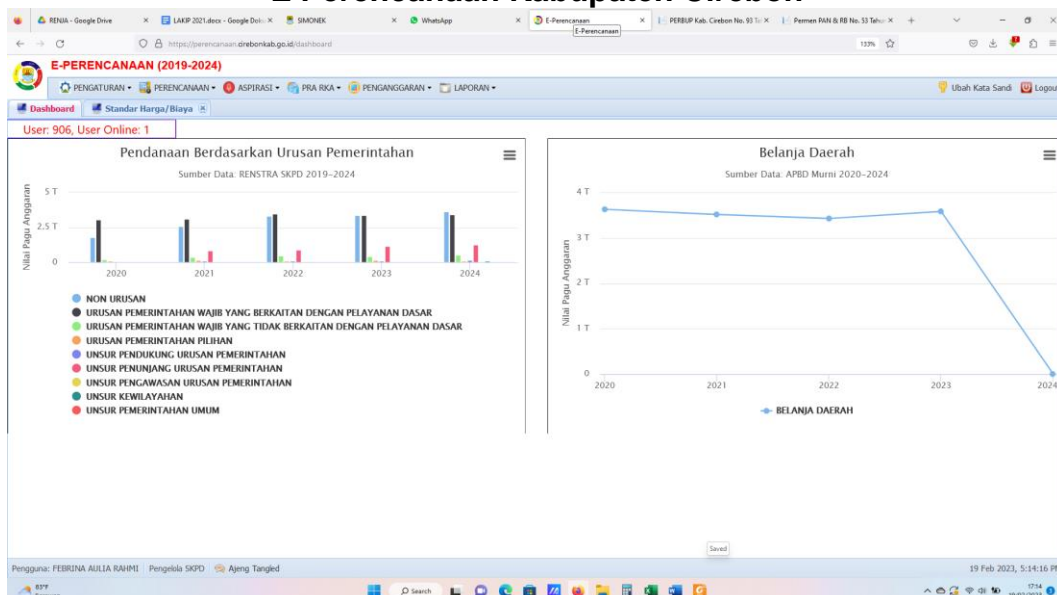 E-Perencanaan Kabupaten Cirebon
RENJA - Google Drive
LAKIP 2021.docx - Google Do
SIMONEK
WhatsApp
E-Perencanaan
PERBUP Kab. Cirebon No. 93
Permen PAN & RB No. 53 Tahu
E-Perencanaan
https://perencanaan.cirebonkab.go.id/dashboard
133%
E-PERENCANAAN (2019-2024)
PENGATURAN PERENCANAAN ASPIRASI PRA RKA PENGANGGARAN LAPORAN
Ubah Kata Sandi Logou
Dashboard Standar Harga/Biaya
User: 906, User Online: 1
Pendanaan Berdasarkan Urusan Pemerintahan
Sumber Data: RENSTRA SKPD 2019-2024
Nilai Pagu Anggaran
5 T
2.5 T
0
2020 2021 2022 2023 2024
NON URUSAN
URUSAN PEMERINTAHAN WAJIB YANG BERKAITAN DENGAN PELAYANAN DASAR
URUSAN PEMERINTAHAN WAJIB YANG TIDAK BERKAITAN DENGAN PELAYANAN DASAR
URUSAN PEMERINTAHAN PILIHAN
UNSUR PENDUKUNG URUSAN PEMERINTAHAN
UNSUR PENUNJANG URUSAN PEMERINTAHAN
UNSUR PENGAWASAN URUSAN PEMERINTAHAN
UNSUR KEWILAYAHAN
UNSUR PEMERINTAHAN UMUM
Belanja Daerah
Sumber Data: APBD Murni 2020-2024
Nilai Pagu Anggaran
4 T
3 T
2 T
1 T
0
2020 2021 2022 2023 2024
BELANJA DAERAH
Saved
Pengguna: FEBRINA AULIA RAHMI Pengelola SKPD Ajeng Tangled
19 Feb 2023, 5:14:16 P
83°F
Search
17:54